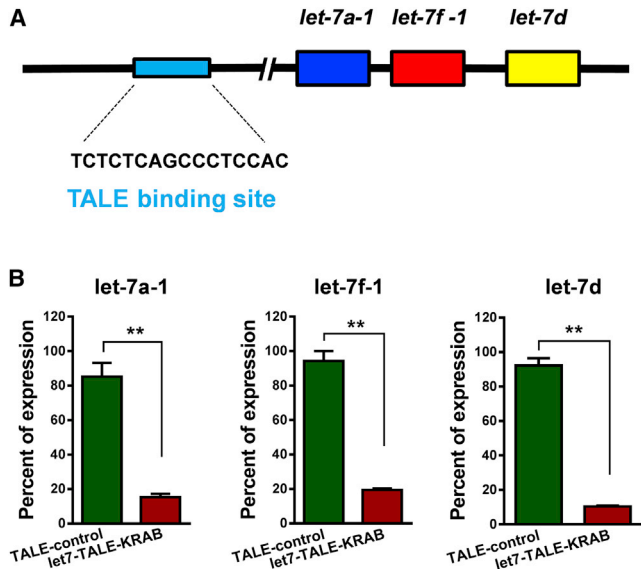 A
let-7a-1 let-7f -1 let-7d
TCTCTCAGCCCTCCAC
TALE binding site
B
let-7a-1
Percent of expression
120
100
80
60
40
20
0
**
TALE-control
let7-TALE-KRAB
let-7f-1
Percent of expression
120
100
80
60
40
20
0
**
TALE-control
let7-TALE-KRAB
let-7d
Percent of expression
120
100
80
60
40
20
0
**
TALE-control
let7-TALE-KRAB